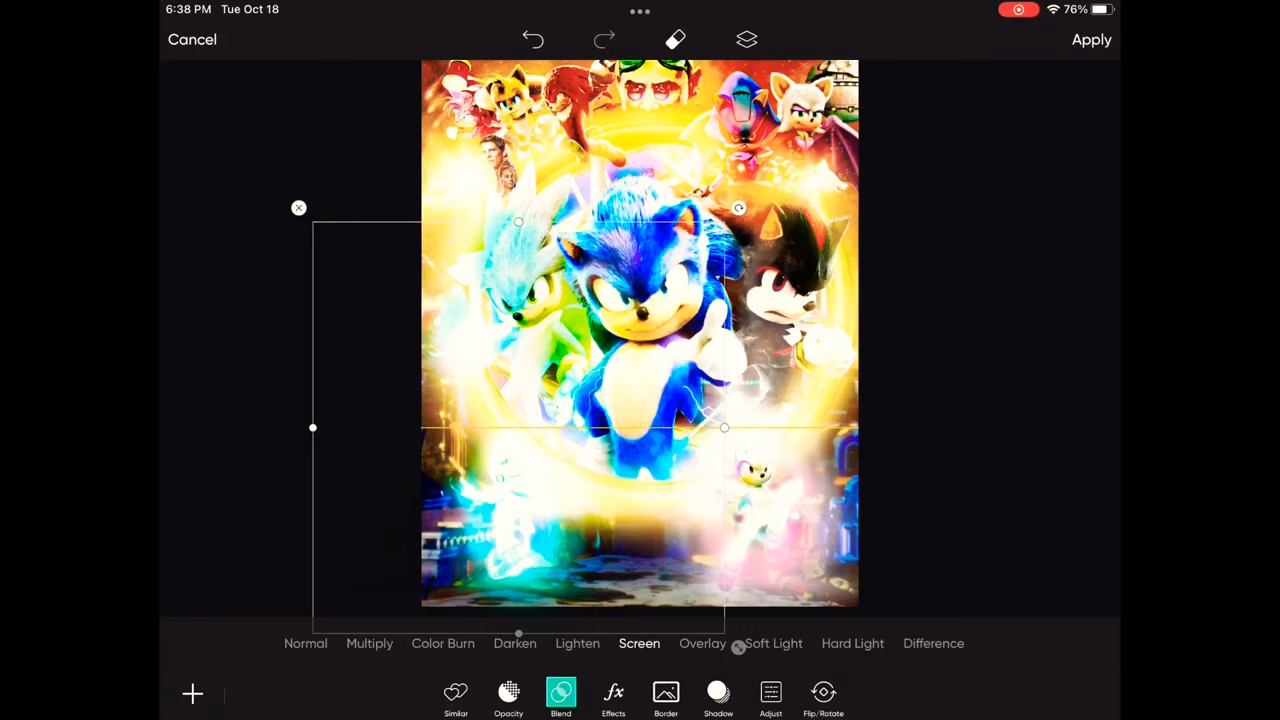 6:38 PM Tue Oct 18 76%
Cancel Apply
Normal Multiply Color Burn Darken Lighten Screen Overlay Soft Light Hard Light Difference
Similar Opacity Blend Effects Border Shadow Adjust Flip/Rotate